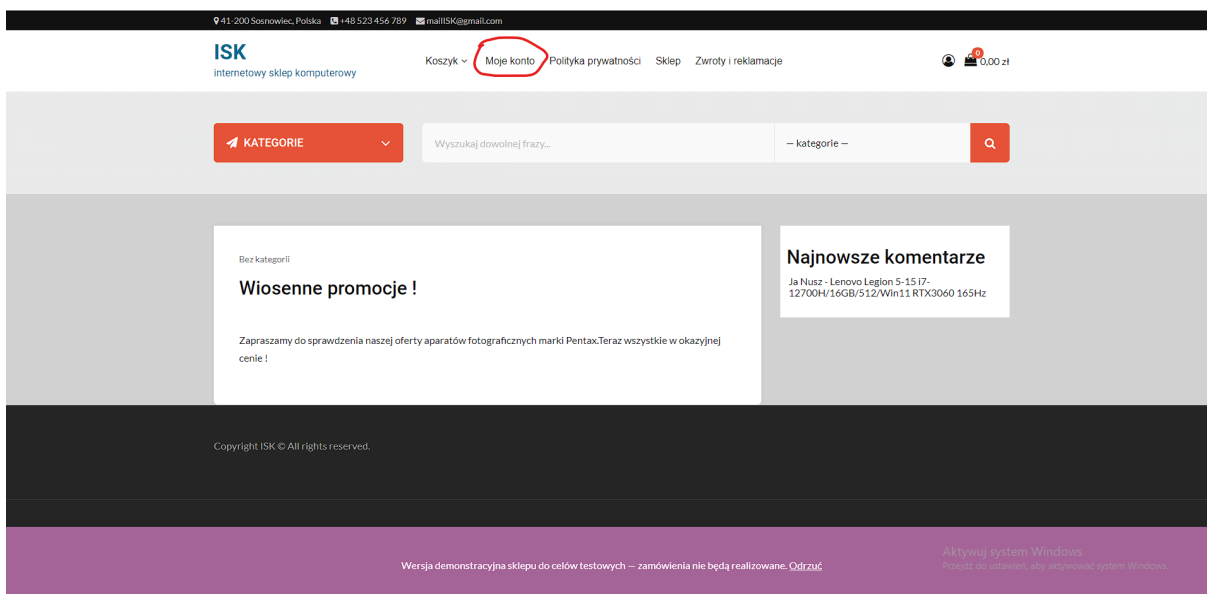 41-200 Sosnowiec, Polska +48 523 456 789 mailISK@gmail.com
ISK
internetowy sklep komputerowy
Koszyk Moje konto Polityka prywatności Sklep Zwroty i reklamacje
0
0,00 zł
KATEGORIE
Wyszukaj dowolnej frazy...
— kategorie —
Bez kategorii
Wiosenne promocje !
Zapraszamy do sprawdzenia naszej oferty aparatów fotograficznych marki Pentax.Teraz wszystkie w okazyjnej
cenie !
Najnowsze komentarze
Ja Nusz - Lenovo Legion 5-15 i7-
12700H/16GB/512/Win11 RTX3060 165Hz
Copyright ISK © All rights reserved.
Wersja demonstracyjna sklepu do celów testowych — zamówienia nie będą realizowane. Odrzuć
Aktywuj system Windows
Przejdź do ustawień, aby aktywować system Windows.